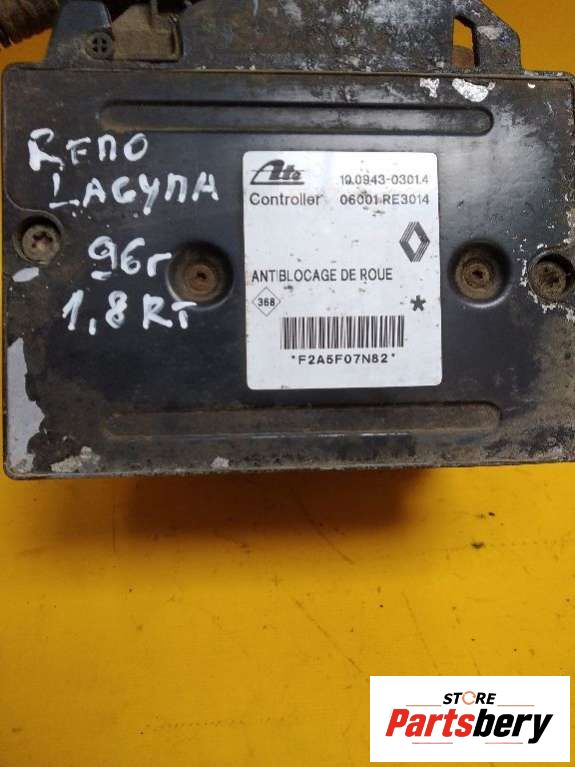 RENO
LAGYNA
96г
1,8 RT
Ate
Controller
10.0943-0301.4
06001 RE3014
ANTIBLOCAGE DE ROUE
368
*
*F2A5F07N82*
STORE
Partsbery